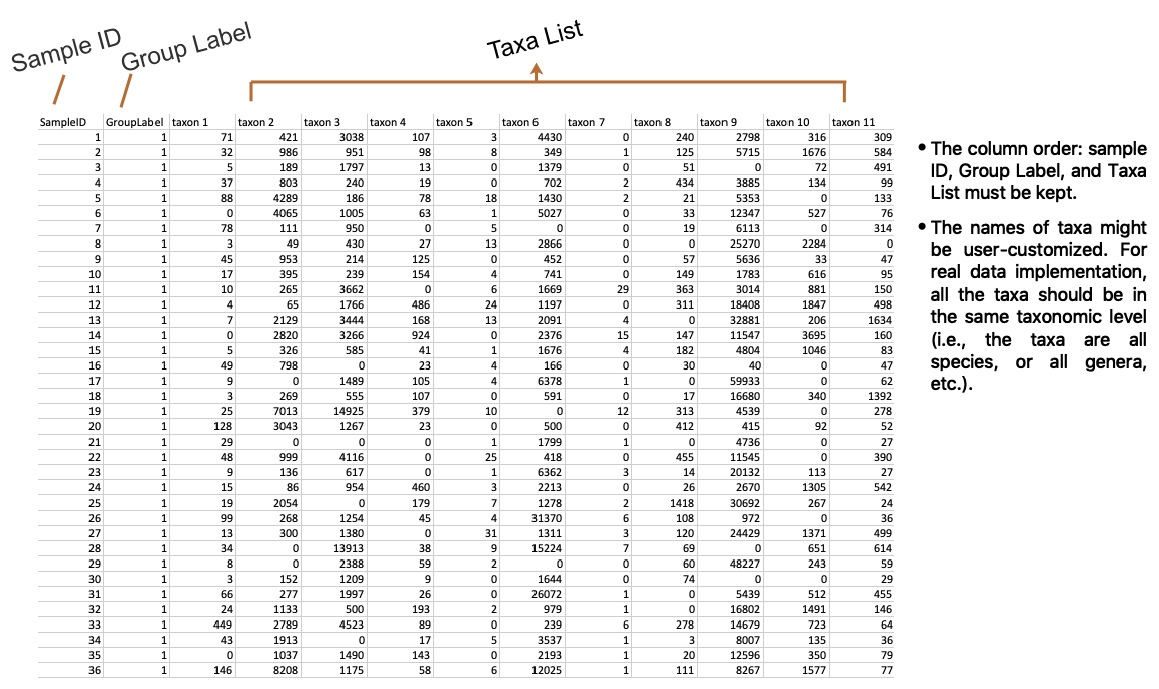 Sample ID
Group Label
Taxa List
SampleID GroupLabel taxon 1 taxon 2 taxon 3 taxon 4 taxon 5 taxon 6 taxon 7 taxon 8 taxon 9 taxon 10 taxon 11
1 1 71 421 3038 107 3 4430 0 240 2798 316 309
2 1 32 986 951 98 8 349 1 125 5715 1676 584
3 1 5 189 1797 13 0 1379 0 51 0 72 491
4 1 37 803 240 19 0 702 2 434 3885 134 99
5 1 88 4289 186 78 18 1430 2 21 5353 0 133
6 1 0 4065 1005 63 1 5027 0 33 12347 527 76
7 1 78 111 950 0 5 0 0 19 6113 0 314
8 1 3 49 430 27 13 2866 0 0 25270 2284 0
9 1 45 953 214 125 0 452 0 57 5636 33 47
10 1 17 395 239 154 4 741 0 149 1783 616 95
11 1 10 265 3662 0 6 1669 29 363 3014 881 150
12 1 4 65 1766 486 24 1197 0 311 18408 1847 498
13 1 7 2129 3444 168 13 2091 4 0 32881 206 1634
14 1 0 2820 3266 924 0 2376 15 147 11547 3695 160
15 1 5 326 585 41 1 1676 4 182 4804 1046 83
16 1 49 798 0 23 4 166 0 30 40 0 47
17 1 9 0 1489 105 4 6378 1 0 59933 0 62
18 1 3 269 555 107 0 591 0 17 16680 340 1392
19 1 25 7013 14925 379 10 0 12 313 4539 0 278
20 1 128 3043 1267 23 0 500 0 412 415 92 52
21 1 29 0 0 0 1 1799 1 0 4736 0 27
22 1 48 999 4116 0 25 418 0 455 11545 0 390
23 1 9 136 617 0 1 6362 3 14 20132 113 27
24 1 15 86 954 460 3 2213 0 26 2670 1305 542
25 1 19 2054 0 179 7 1278 2 1418 30692 267 24
26 1 99 268 1254 45 4 31370 6 108 972 0 36
27 1 13 300 1380 0 31 1311 3 120 24429 1371 499
28 1 34 0 13913 38 9 15224 7 69 0 651 614
29 1 8 0 2388 59 2 0 0 60 48227 243 59
30 1 3 152 1209 9 0 1644 0 74 0 0 29
31 1 66 277 1997 26 0 26072 1 0 5439 512 455
32 1 24 1133 500 193 2 979 1 0 16802 1491 146
33 1 449 2789 4523 89 0 239 6 278 14679 723 64
34 1 43 1913 0 17 5 3537 1 3 8007 135 36
35 1 0 1037 1490 143 0 2193 1 20 12596 350 79
36 1 146 8208 1175 58 6 12025 1 111 8267 1577 77
• The column order: sample
ID, Group Label, and Taxa
List must be kept.
• The names of taxa might
be user-customized. For
real data implementation,
all the taxa should be in
the same taxonomic level
(i.e., the taxa are all
species, or all genera,
etc.).